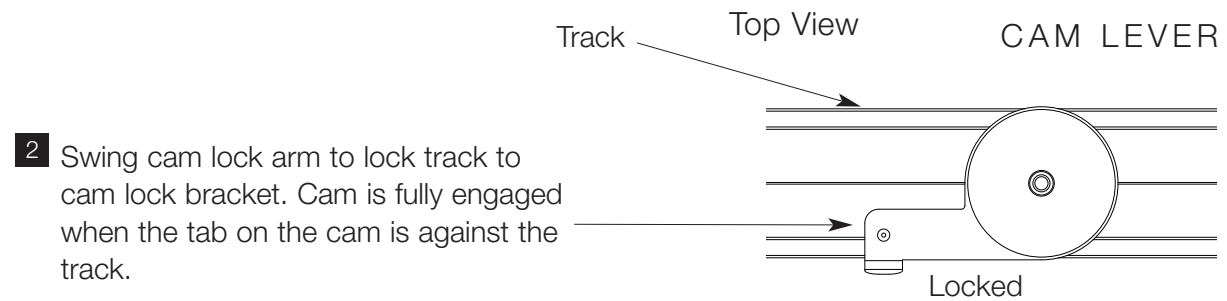 Top View
CAM LEVER
Track
2 Swing cam lock arm to lock track to
cam lock bracket. Cam is fully engaged
when the tab on the cam is against the
track.
Locked